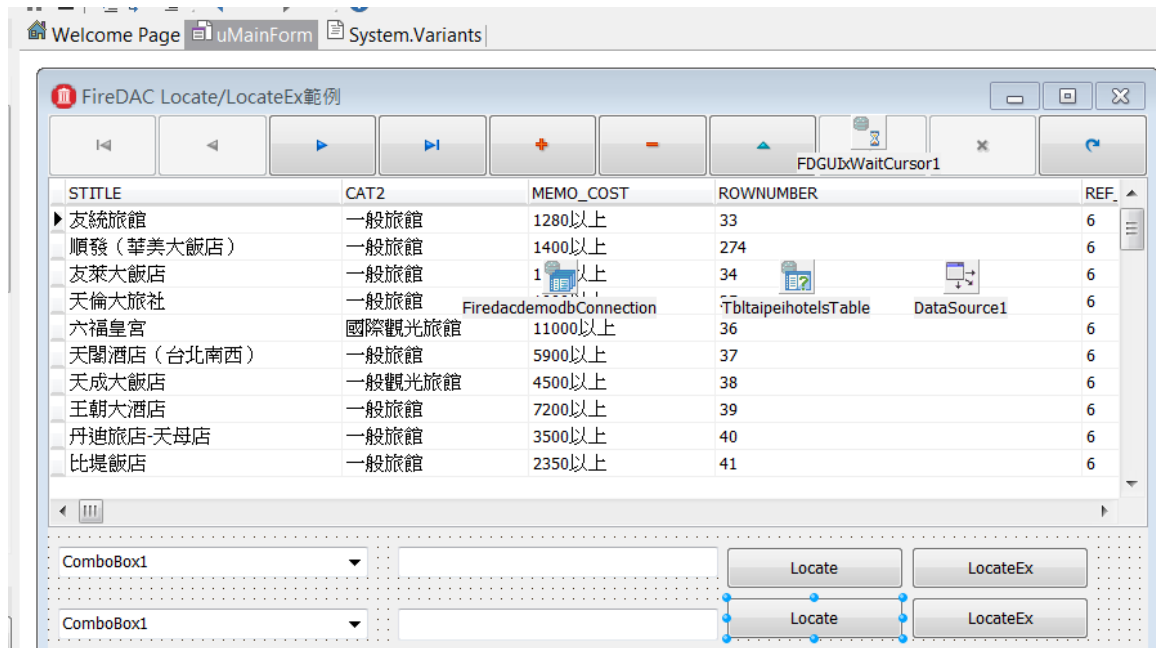 Welcome Page uMainForm System.Variants
FireDAC Locate/LocateEx範例
FDGUIxWaitCursor1
STITLE CAT2 MEMO_COST ROWNUMBER REF_
友統旅館 一般旅館 1280以上 33 6
順發（華美大飯店） 一般旅館 1400以上 274 6
友萊大飯店 一般旅館 以上 34 6
天倫大旅社 一般旅館 6
FiredacdemodbConnection TbltaipeihotelsTable DataSource1
六福皇宮 國際觀光旅館 11000以上 36 6
天閣酒店（台北南西） 一般旅館 5900以上 37 6
天成大飯店 一般觀光旅館 4500以上 38 6
王朝大酒店 一般旅館 7200以上 39 6
丹迪旅店-天母店 一般旅館 3500以上 40 6
比堤飯店 一般旅館 2350以上 41 6
ComboBox1 Locate LocateEx
ComboBox1 Locate LocateEx